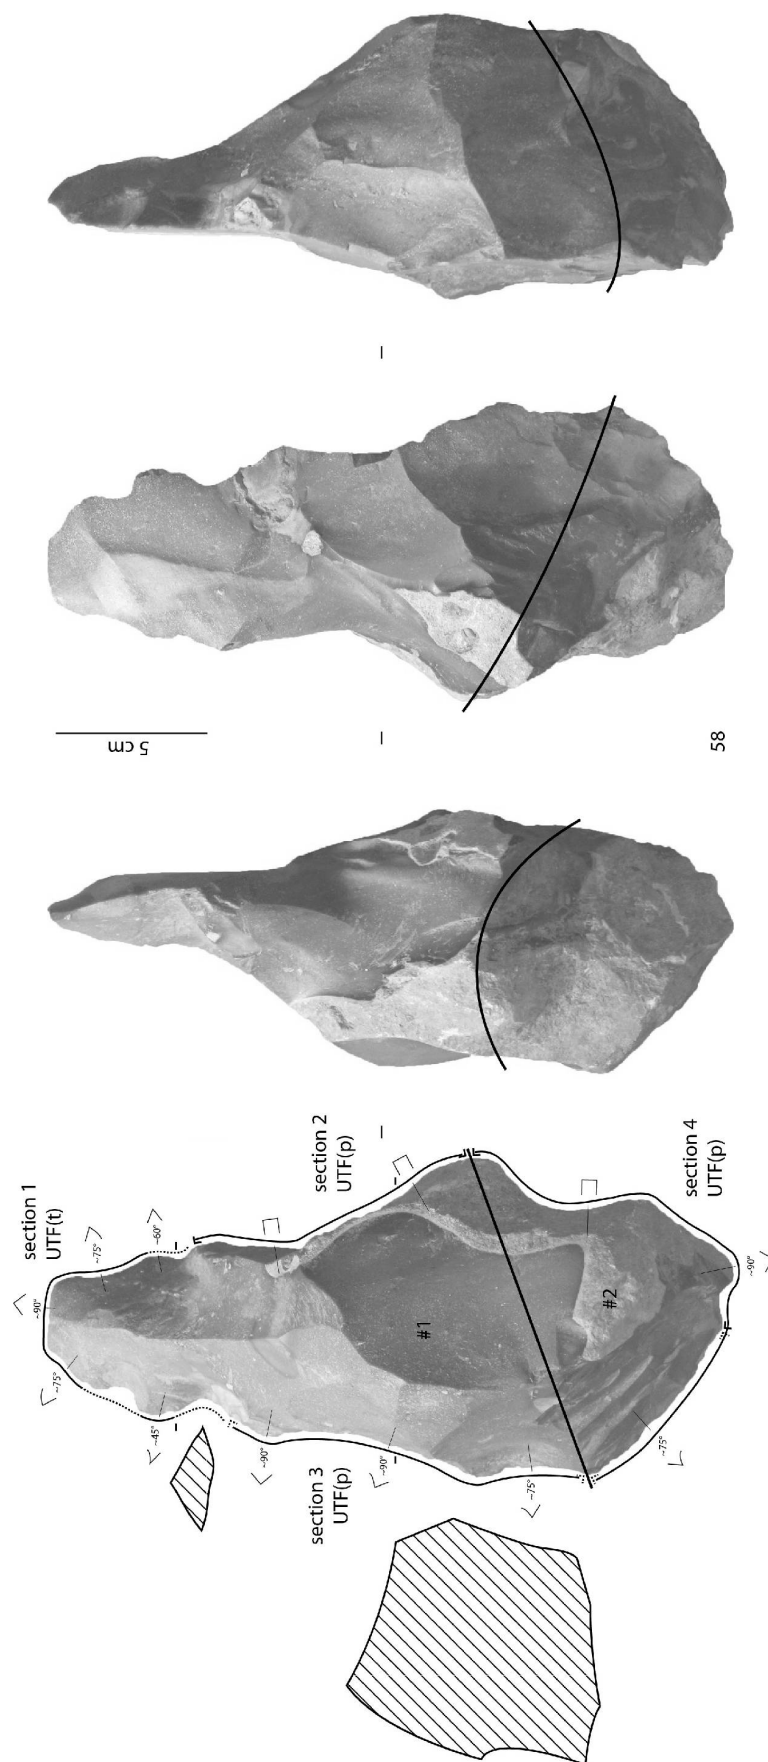 5 cm
58
section 1
UTF(t)
section 2
UTF(p)
section 3
UTF(p)
section 4
UTF(p)
~90°
~75°
~60°
~75°
~45°
~90°
~90°
~75°
~75°
~90°
#1
#2